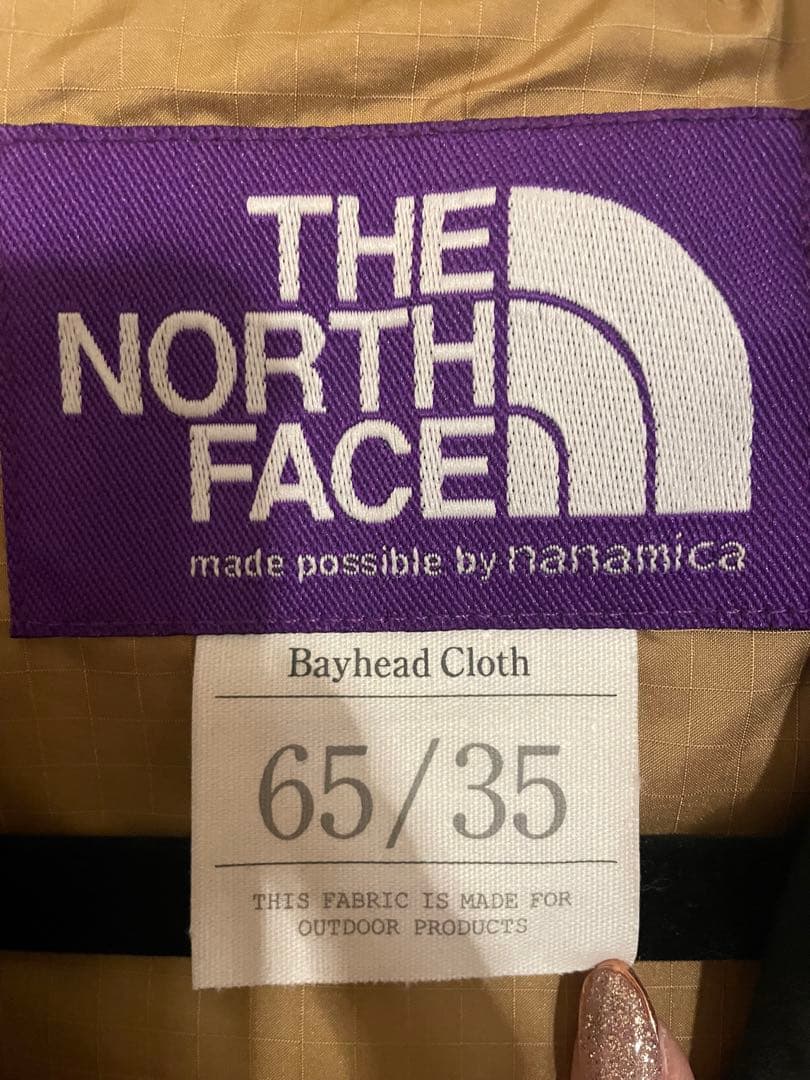 THE
NORTH
FACE
made possible by nanamica
Bayhead Cloth
65/35
THIS FABRIC IS MADE FOR
OUTDOOR PRODUCTS